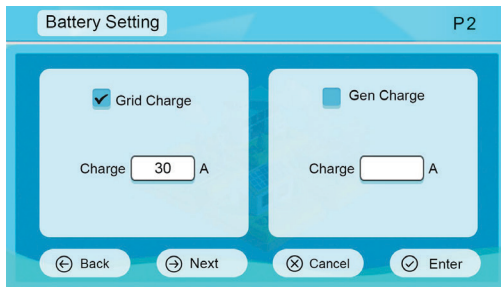 Battery Setting P2
Grid Charge
Charge 30 A
Gen Charge
Charge A
Back Next Cancel Enter